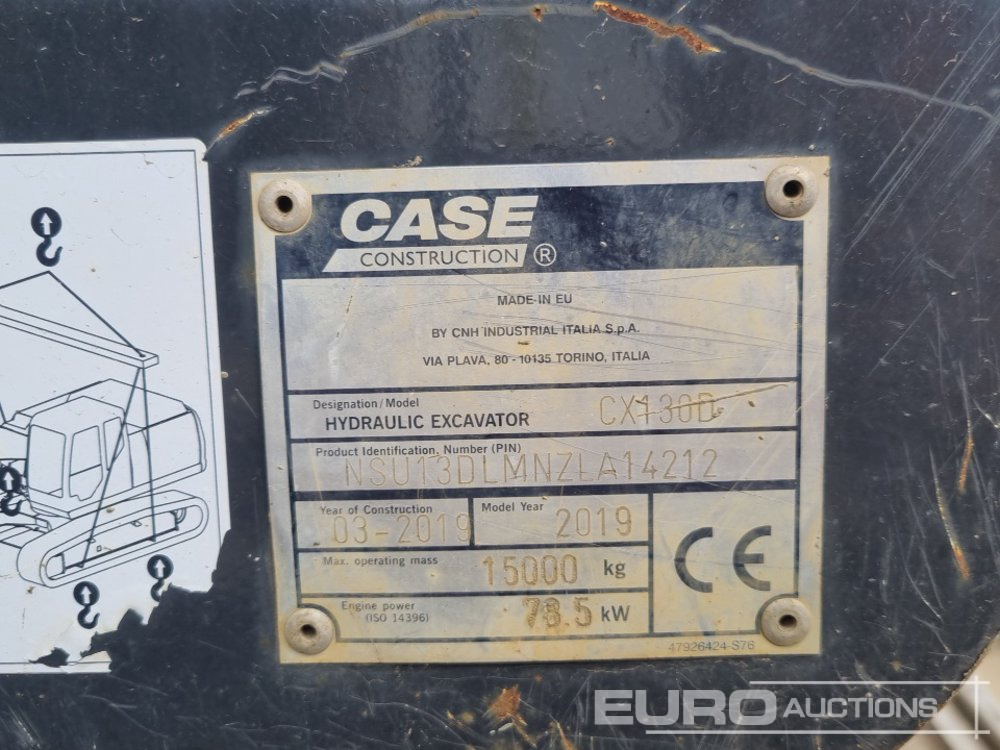 CASE
CONSTRUCTION ®
MADE IN EU
BY CNH INDUSTRIAL ITALIA S.p.A.
VIA PLAVA, 80 - 10135 TORINO, ITALIA
Designation/Model
HYDRAULIC EXCAVATOR CX130D
Product Identification Number (PIN)
NSU13DLMNZLA14212
Year of Construction 03-2019 Model Year 2019
Max. operating mass 15000 kg
Engine power (ISO 14396) 78.5 kW
CE
47926424-S76
EURO AUCTIONS